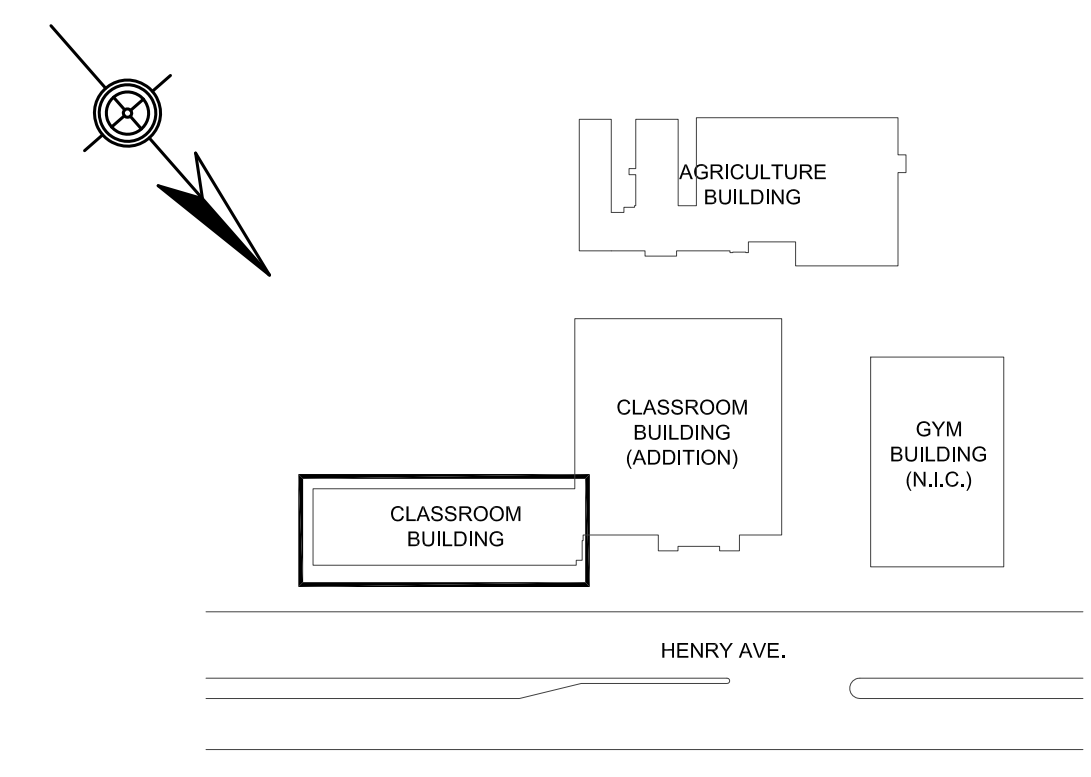 AGRICULTURE
BUILDING
CLASSROOM
BUILDING
(ADDITION)
GYM
BUILDING
(N.I.C.)
CLASSROOM
BUILDING
HENRY AVE.